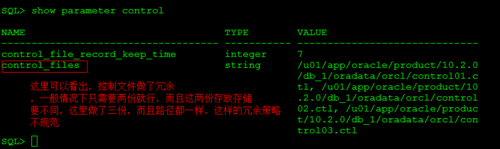 SQL> show parameter control
NAME TYPE VALUE
------------------------------------ ----------- ------------------------------
control_file_record_keep_time integer 7
control_files string /u01/app/oracle/product/10.2.0
/db_1/oradata/orcl/control01.c
tl, /u01/app/oracle/product/10
.2.0/db_1/oradata/orcl/control
02.ctl, /u01/app/oracle/produc
t/10.2.0/db_1/oradata/orcl/con
trol03.ctl
这里可以看出，控制文件做了冗余
，一般情况下只需要两份就行，而且这两份存放存储
要不同，这里做了三份，而且路径都一样，这样的冗余策略
不规范
SQL>